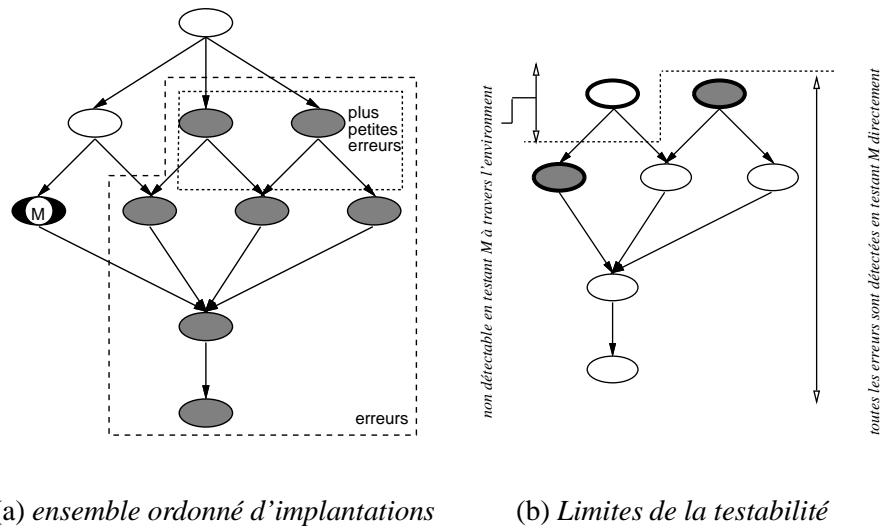 plus
petites
erreurs
M
erreurs
non détectable en testant M à travers l'environment
toutes les erreurs sont détectées en testant M directement
a) ensemble ordonné d'implantations
(b) Limites de la testabilité